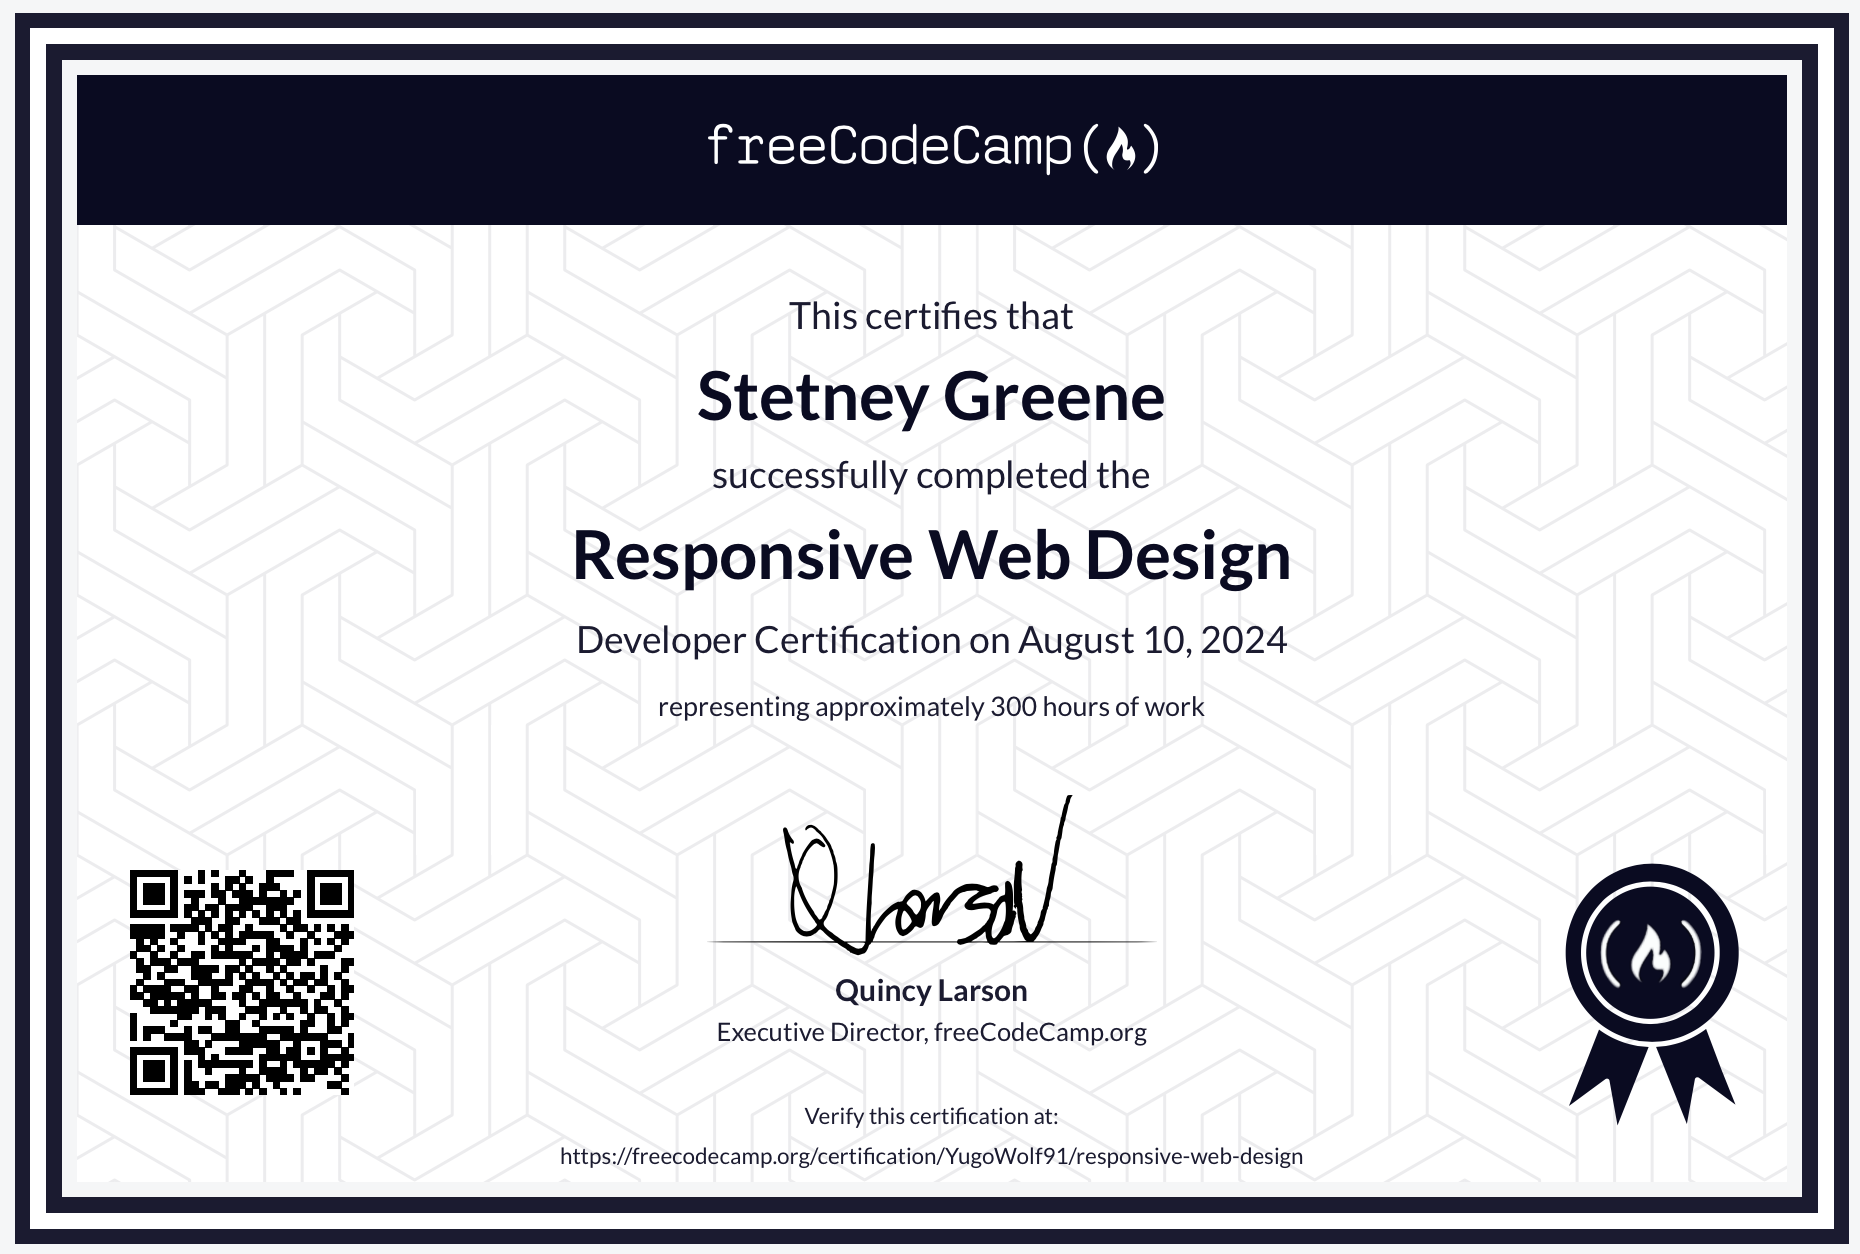 freeCodeCamp
This certifies that
Stetney Greene
successfully completed the
Responsive Web Design
Developer Certification on August 10, 2024
representing approximately 300 hours of work
Q Larson
Quincy Larson
Executive Director, freeCodeCamp.org
Verify this certification at:
https://freecodecamp.org/certification/YugoWolf91/responsive-web-design